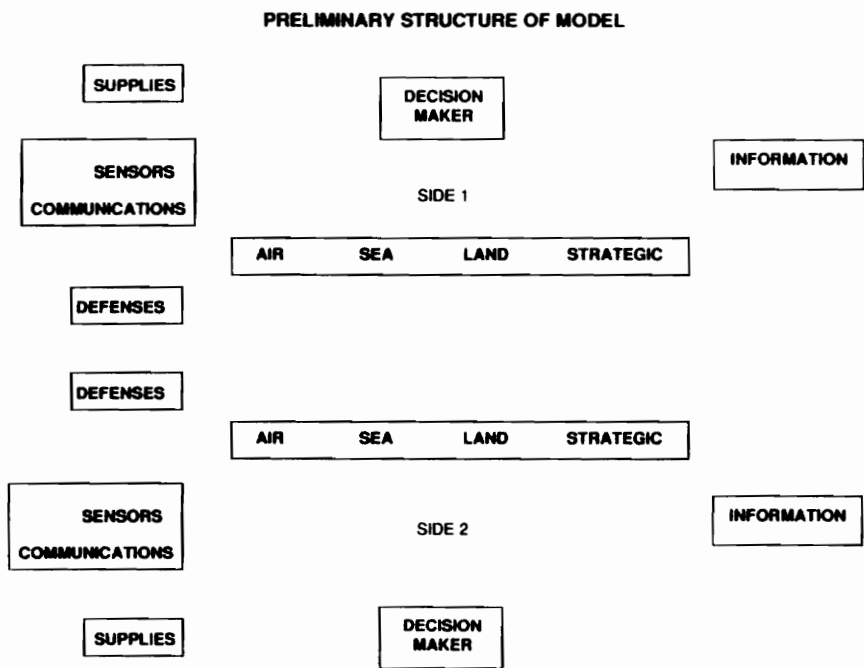 PRELIMINARY STRUCTURE OF MODEL
SUPPLIES
DECISION
MAKER
SENSORS
COMMUNICATIONS
INFORMATION
SIDE 1
AIR SEA LAND STRATEGIC
DEFENSES
DEFENSES
AIR SEA LAND STRATEGIC
SENSORS
COMMUNICATIONS
INFORMATION
SIDE 2
SUPPLIES
DECISION
MAKER